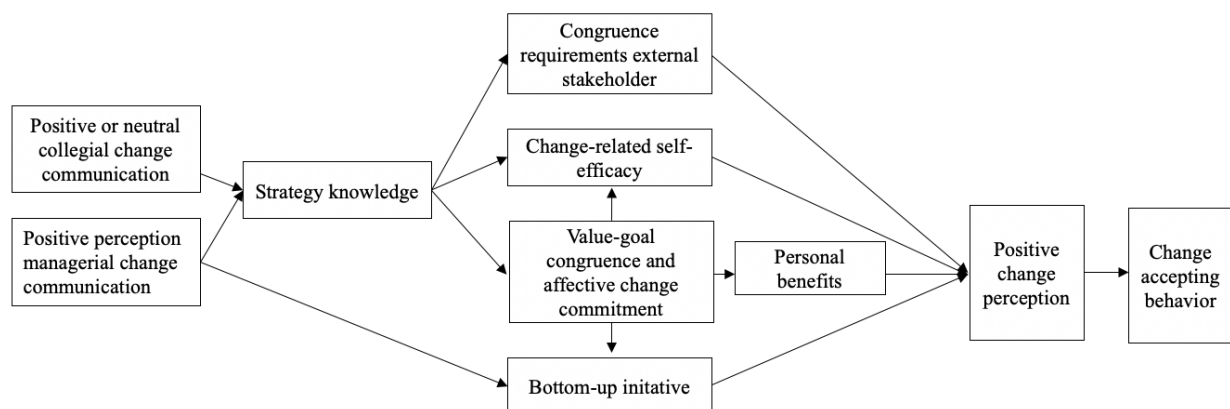 Congruence
requirements external
stakeholder
Positive or neutral
collegial change
communication
Change-related self-
efficacy
Strategy knowledge
Positive perception
managerial change
communication
Value-goal
congruence and
affective change
commitment
Personal
benefits
Positive
change
perception
Change
accepting
behavior
Bottom-up initative